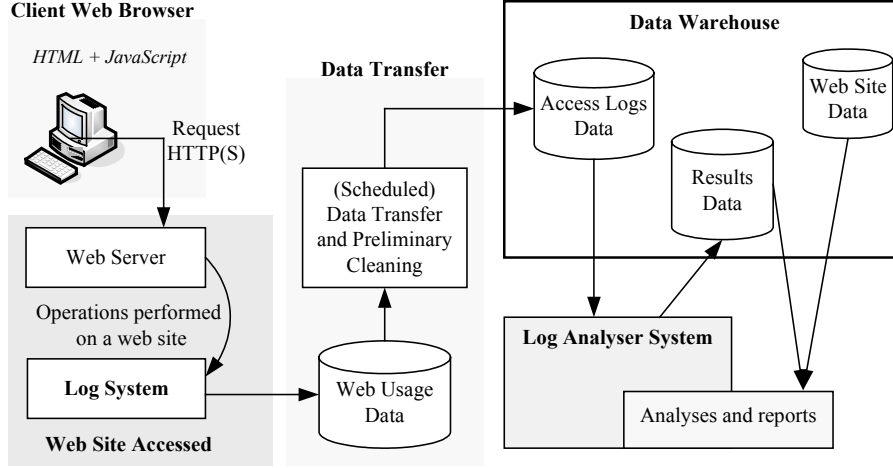 Client Web Browser
HTML + JavaScript
Request
HTTP(S)
Web Server
Operations performed
on a web site
Log System
Web Site Accessed
Data Transfer
(Scheduled)
Data Transfer
and Preliminary
Cleaning
Web Usage
Data
Data Warehouse
Access Logs
Data
Web Site
Data
Results
Data
Log Analyser System
Analyses and reports